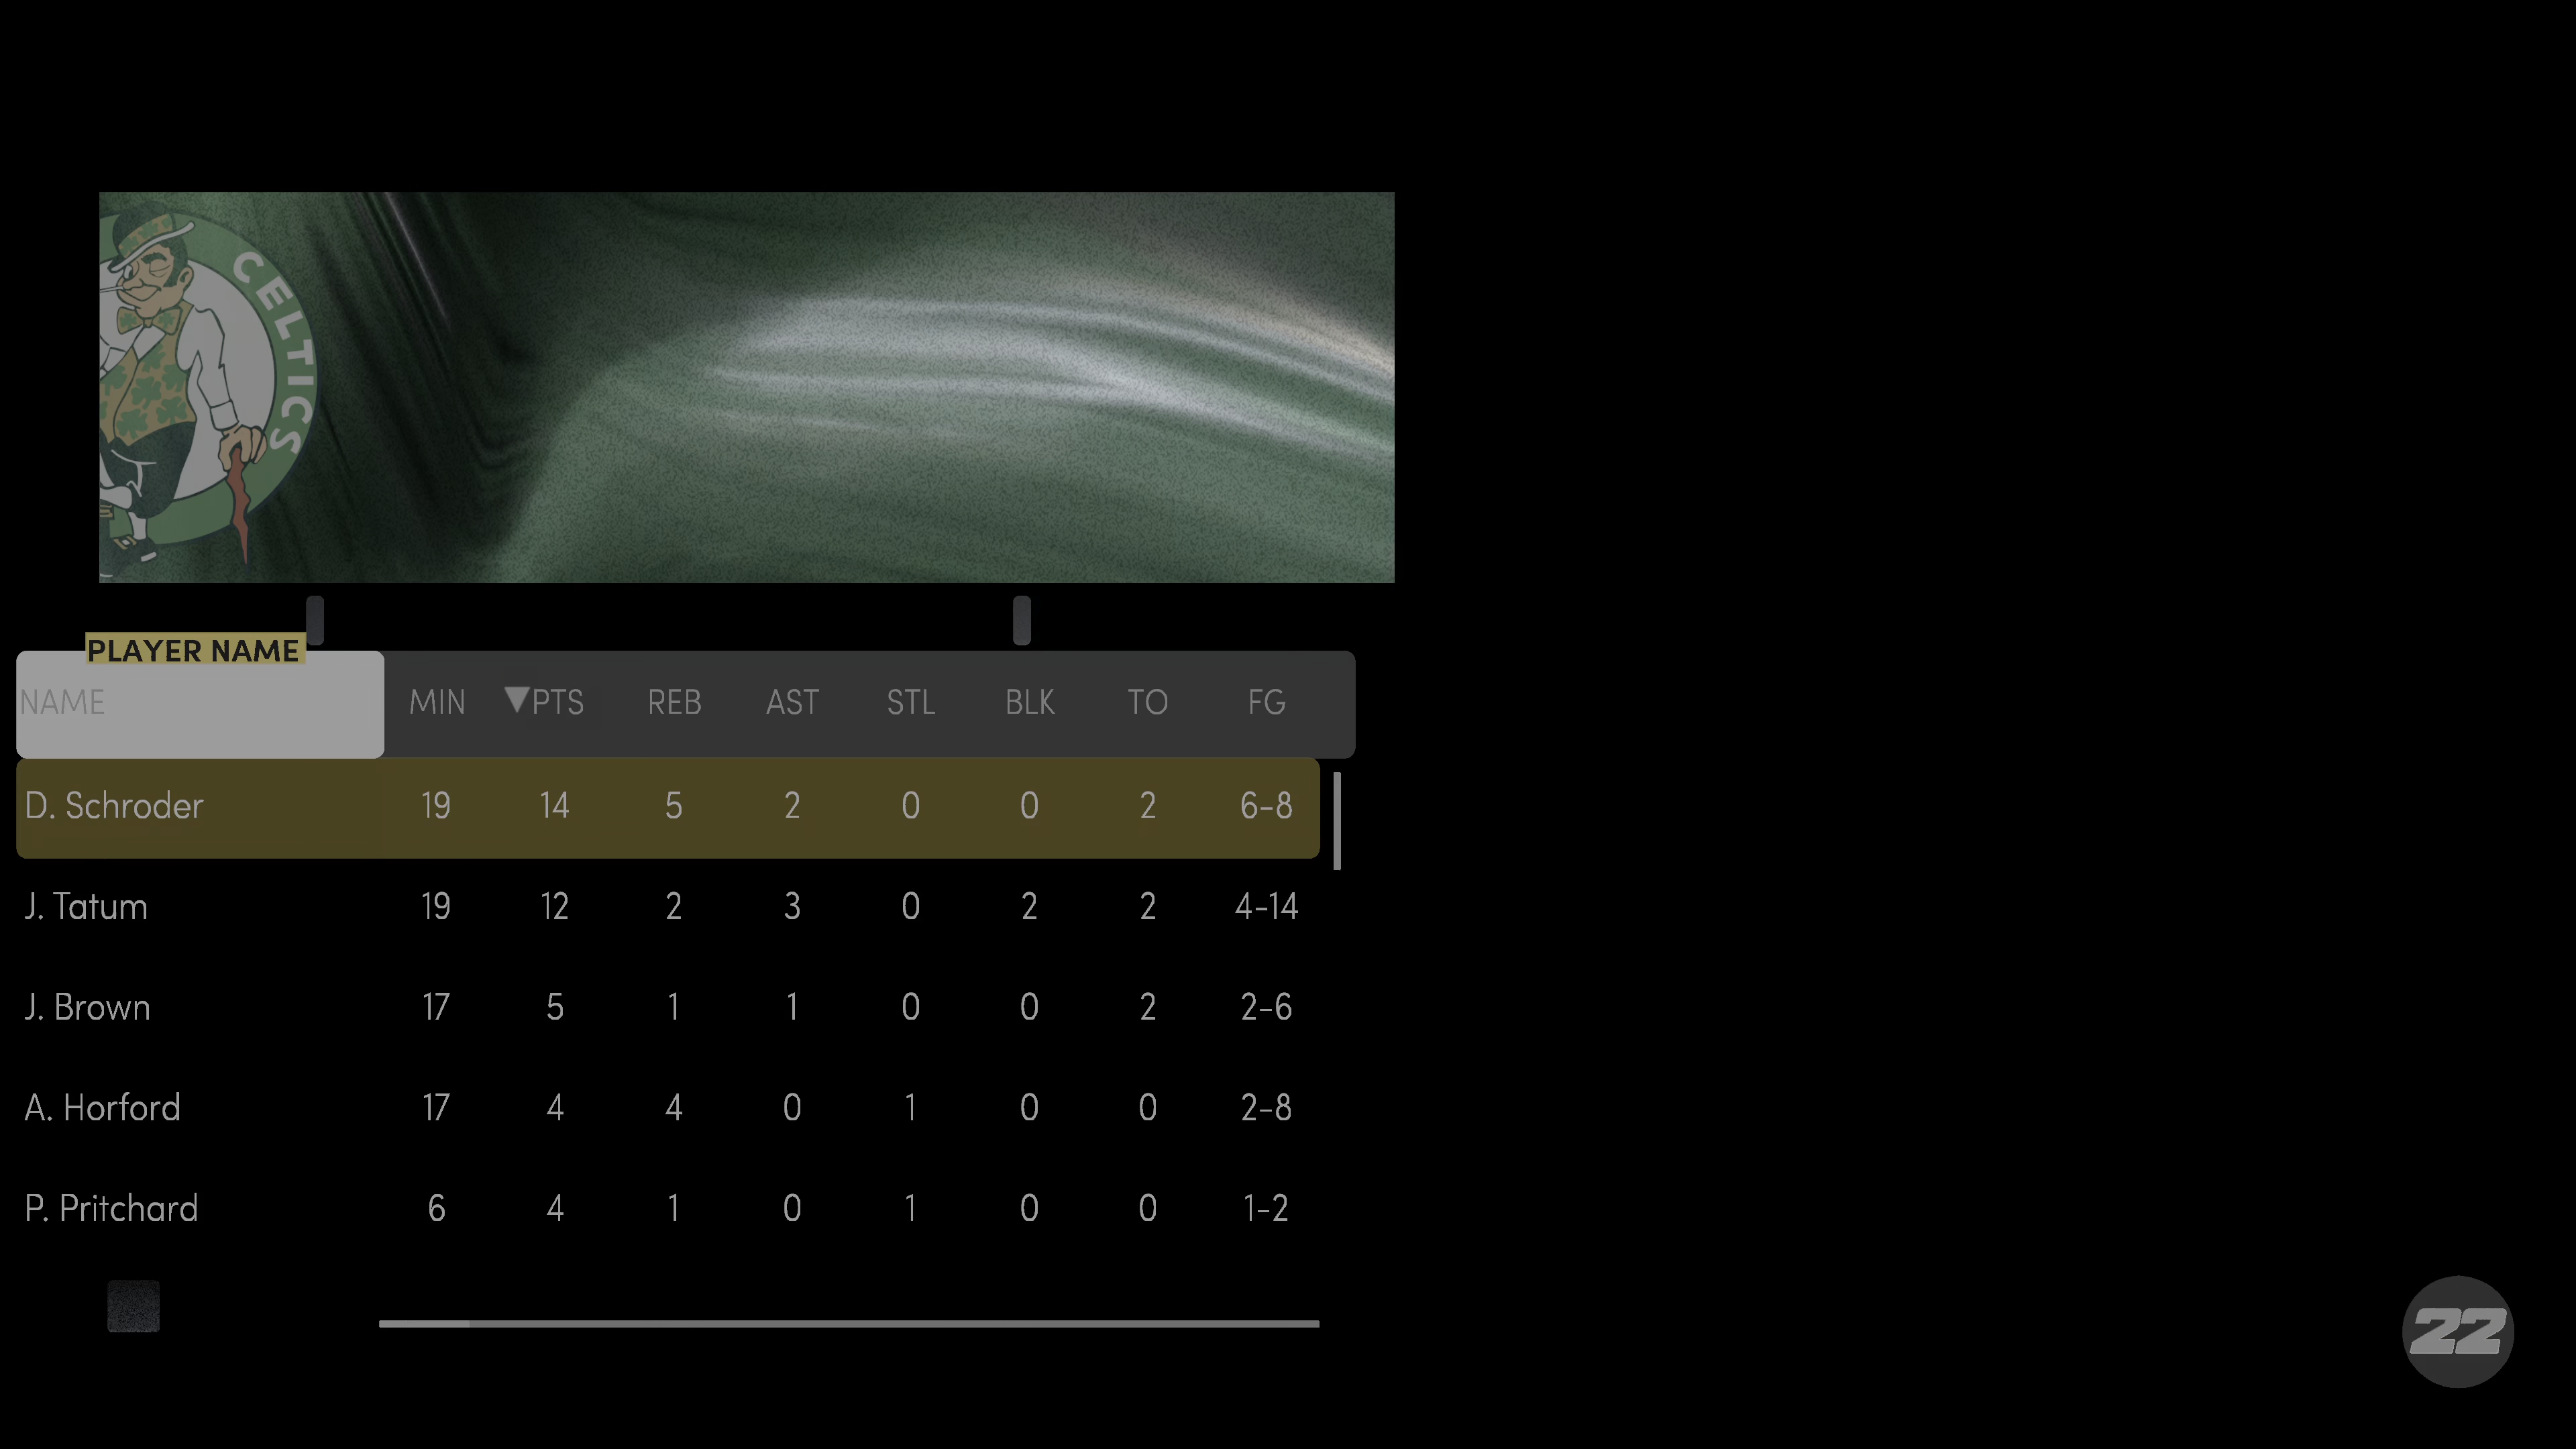 CELTICS
PLAYER NAME
NAME MIN ▼PTS REB AST STL BLK TO FG
D. Schroder 19 14 5 2 0 0 2 6-8
J. Tatum 19 12 2 3 0 2 2 4-14
J. Brown 17 5 1 1 0 0 2 2-6
A. Horford 17 4 4 0 1 0 0 2-8
P. Pritchard 6 4 1 0 1 0 0 1-2
22